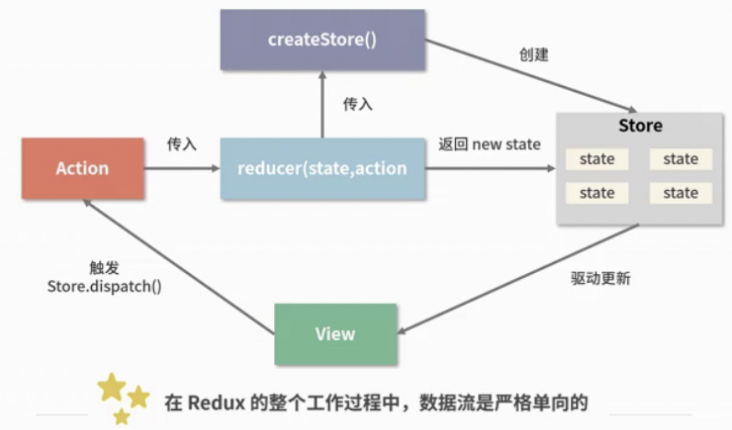 createStore()
创建
传入
Store
Action
传入
reducer(state,action
返回 new state
state
state
state
state
触发
Store.dispatch()
驱动更新
View
在 Redux 的整个工作过程中，数据流是严格单向的